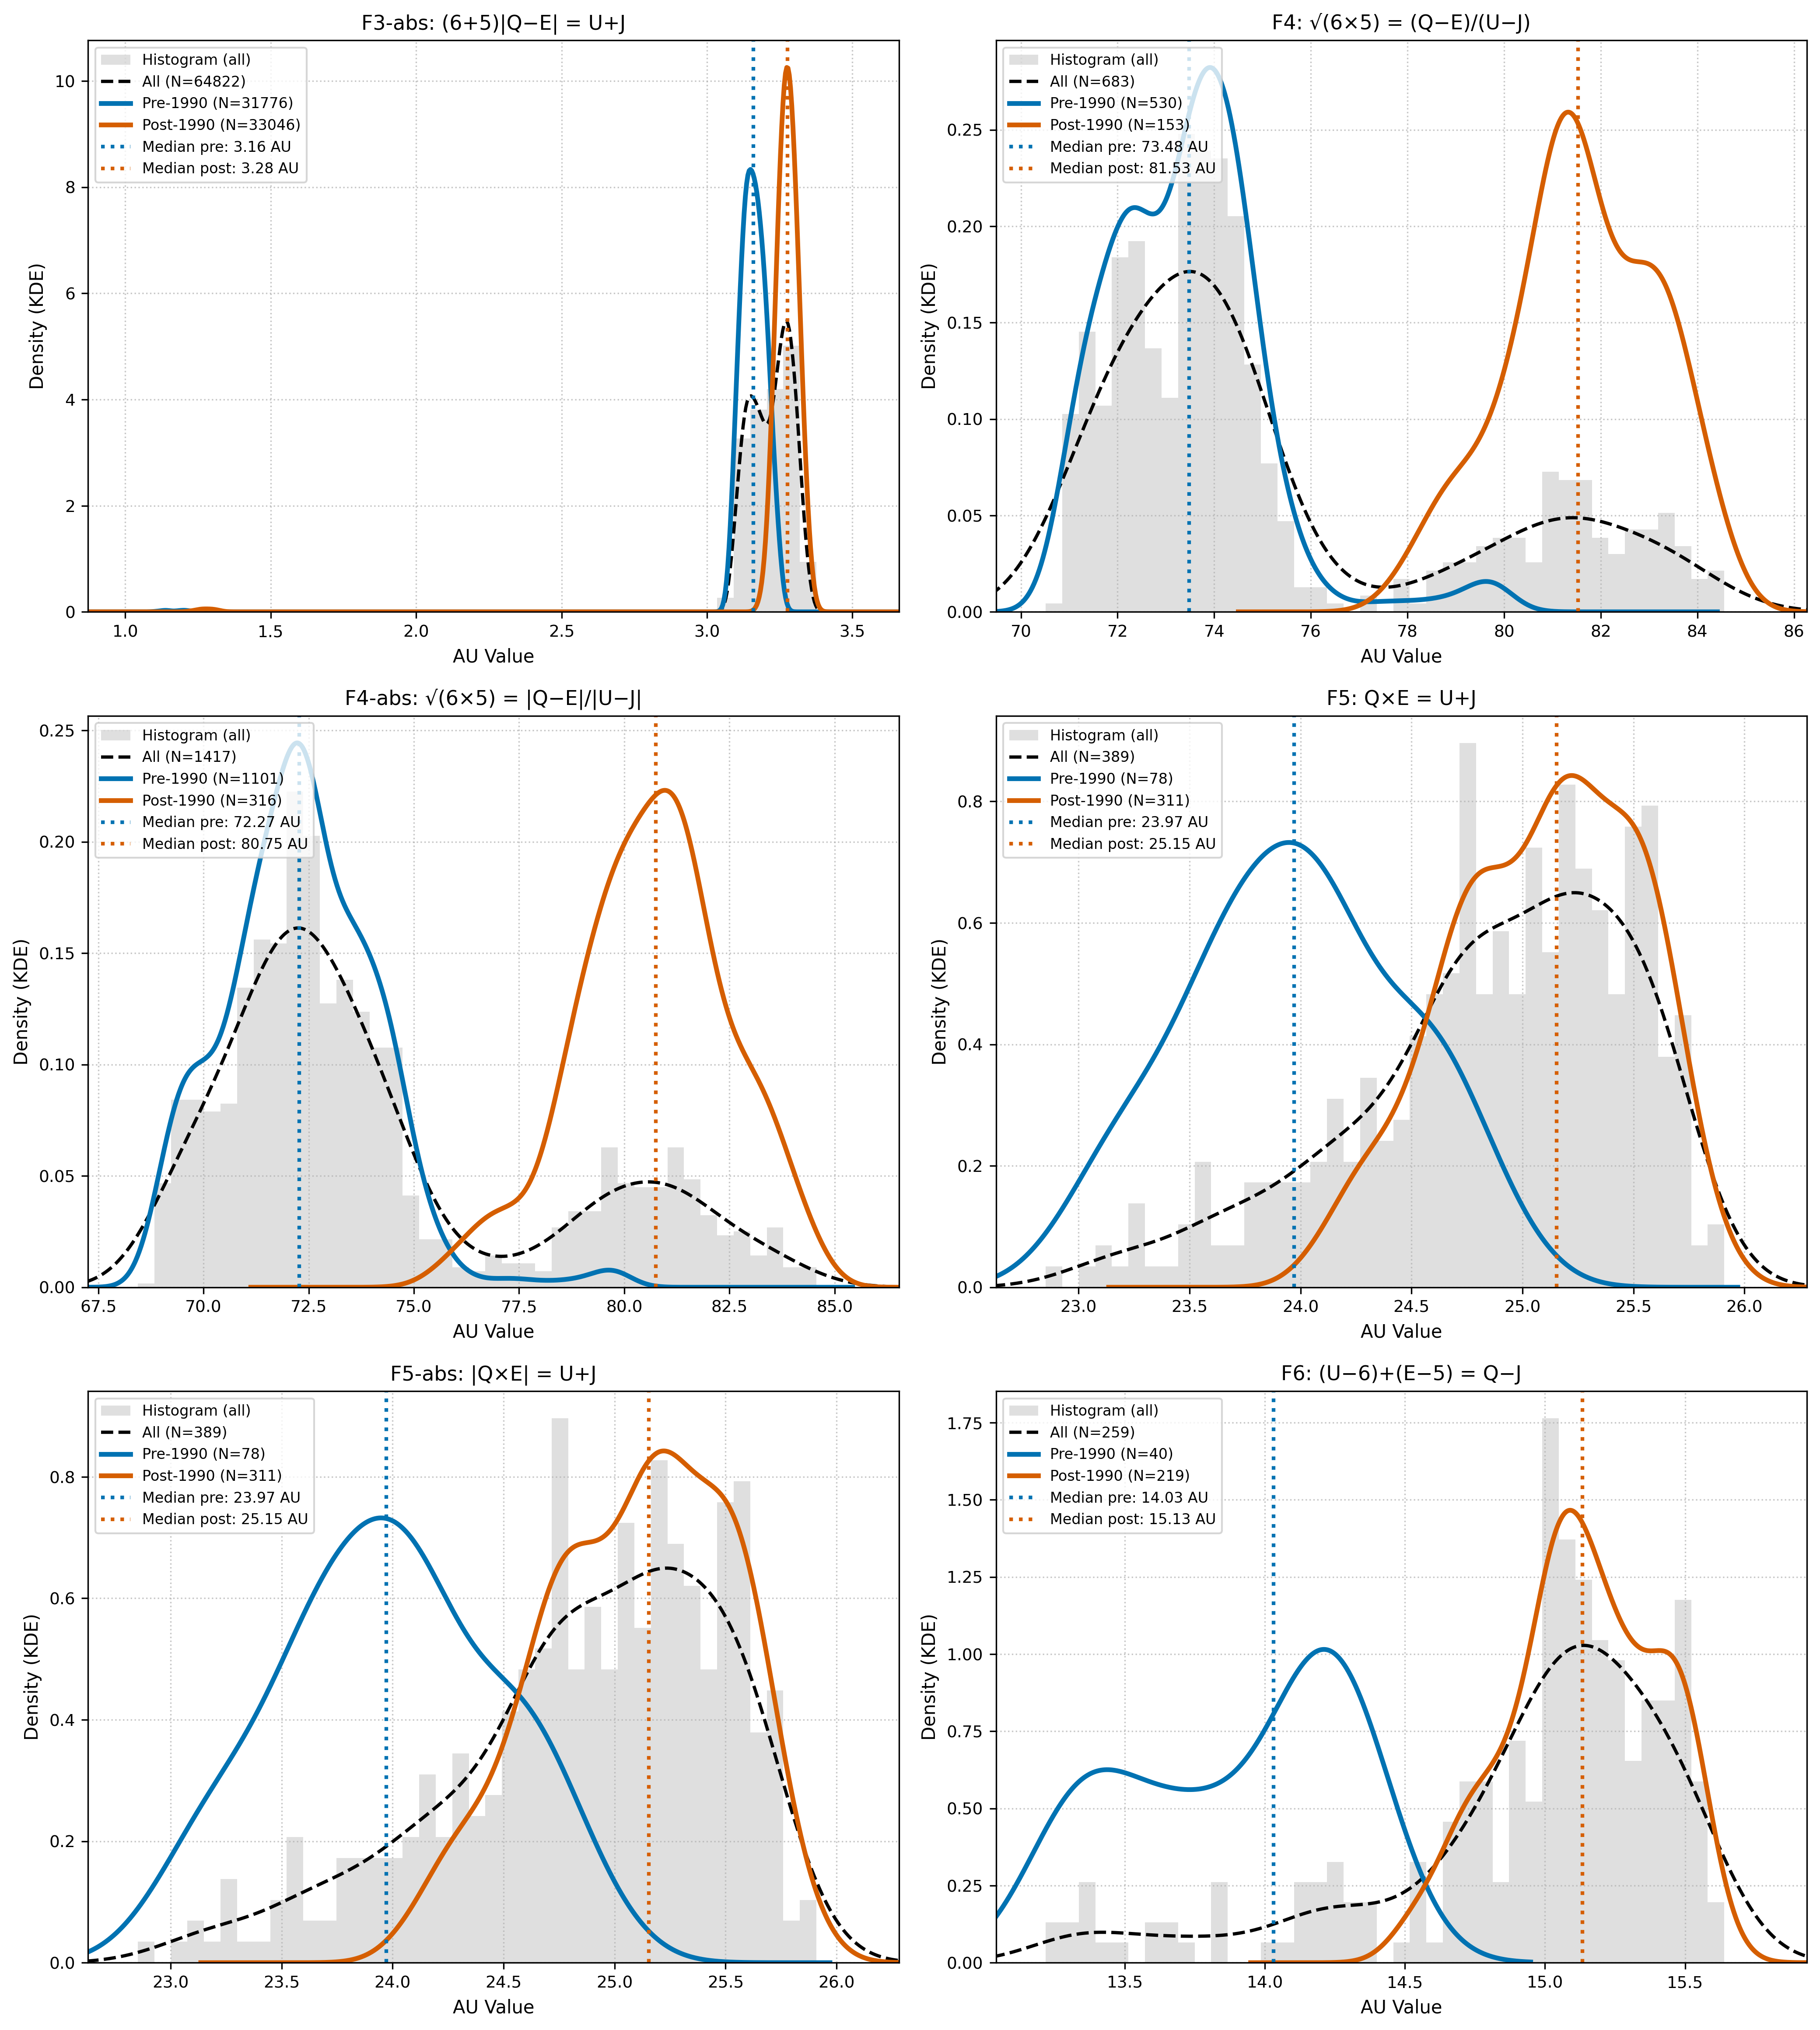 F3-abs: (6+5)|Q−E| = U+J
Histogram (all)
All (N=64822)
Pre-1990 (N=31776)
Post-1990 (N=33046)
Median pre: 3.16 AU
Median post: 3.28 AU
Density (KDE)
10
8
6
4
2
0
1.0 1.5 2.0 2.5 3.0 3.5
AU Value
F4: √(6×5) = (Q−E)/(U−J)
Histogram (all)
All (N=683)
Pre-1990 (N=530)
Post-1990 (N=153)
Median pre: 73.48 AU
Median post: 81.53 AU
Density (KDE)
0.25
0.20
0.15
0.10
0.05
0.00
70 72 74 76 78 80 82 84 86
AU Value
F4-abs: √(6×5) = |Q−E|/|U−J|
Histogram (all)
All (N=1417)
Pre-1990 (N=1101)
Post-1990 (N=316)
Median pre: 72.27 AU
Median post: 80.75 AU
Density (KDE)
0.25
0.20
0.15
0.10
0.05
0.00
67.5 70.0 72.5 75.0 77.5 80.0 82.5 85.0
AU Value
F5: Q×E = U+J
Histogram (all)
All (N=389)
Pre-1990 (N=78)
Post-1990 (N=311)
Median pre: 23.97 AU
Median post: 25.15 AU
Density (KDE)
0.8
0.6
0.4
0.2
0.0
23.0 23.5 24.0 24.5 25.0 25.5 26.0
AU Value
F5-abs: |Q×E| = U+J
Histogram (all)
All (N=389)
Pre-1990 (N=78)
Post-1990 (N=311)
Median pre: 23.97 AU
Median post: 25.15 AU
Density (KDE)
0.8
0.6
0.4
0.2
0.0
23.0 23.5 24.0 24.5 25.0 25.5 26.0
AU Value
F6: (U−6)+(E−5) = Q−J
Histogram (all)
All (N=259)
Pre-1990 (N=40)
Post-1990 (N=219)
Median pre: 14.03 AU
Median post: 15.13 AU
Density (KDE)
1.75
1.50
1.25
1.00
0.75
0.50
0.25
0.00
13.5 14.0 14.5 15.0 15.5
AU Value